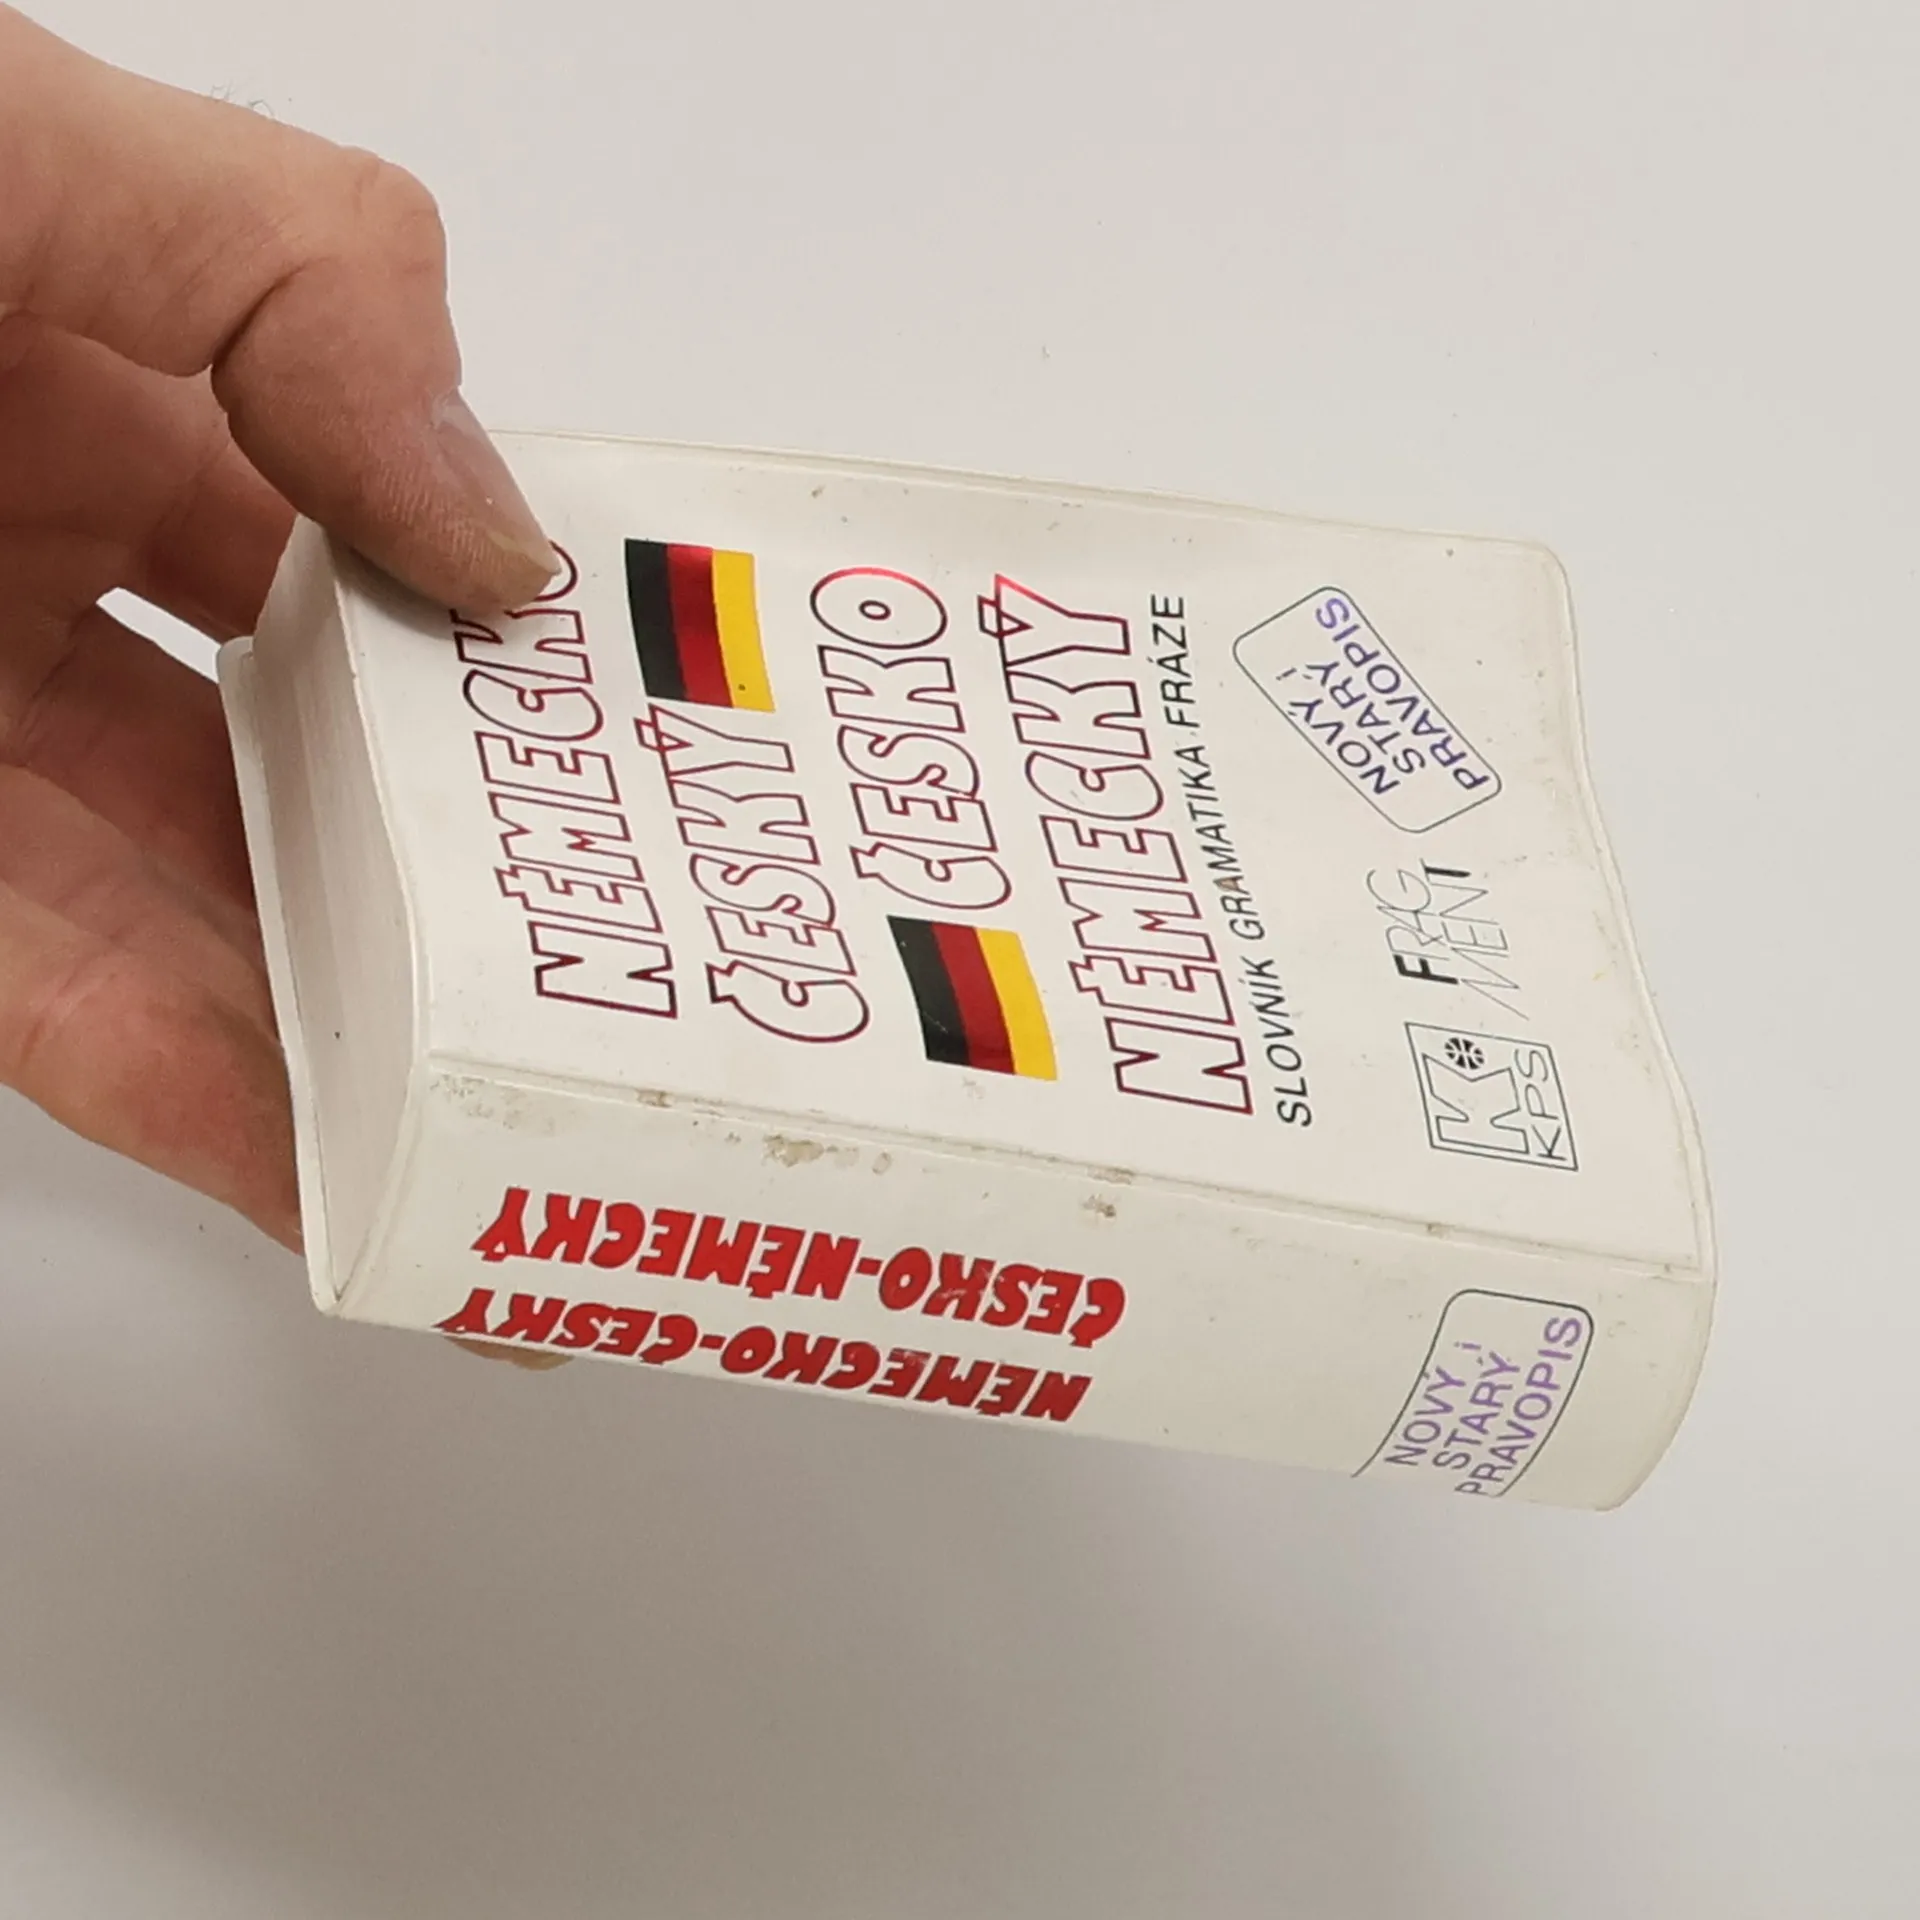 NĚMECKO
ČESKÝ
ČESKO
NĚMECKÝ
SLOVNÍK GRAMATIKA FRÁZE
NOVÝ i
STARÝ
PRAVOPIS
FRAG
MENT
K
KPS
ČESKO-NĚMECKÝ
NĚMECKO-ČESKÝ
NOVÝ i
STARÝ
PRAVOPIS